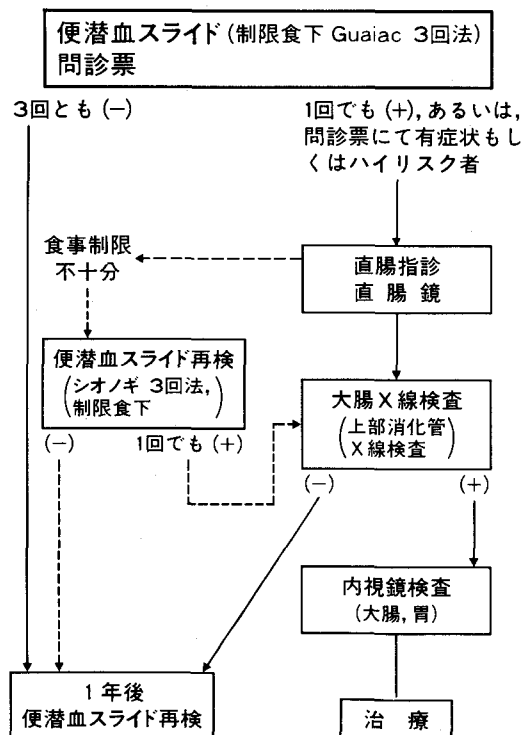 便潜血スライド(制限食下 Guaiac 3回法)
問診票
3回とも (−)
1回でも (+), あるいは,
問診票にて有症状もし
くはハイリスク者
食事制限
不十分
直腸指診
直腸鏡
便潜血スライド再検
(シオノギ 3回法,
制限食下)
(−)
1回でも (+)
大腸X線検査
(上部消化管
X線検査)
(−)
(+)
内視鏡検査
(大腸, 胃)
1年後
便潜血スライド再検
治療